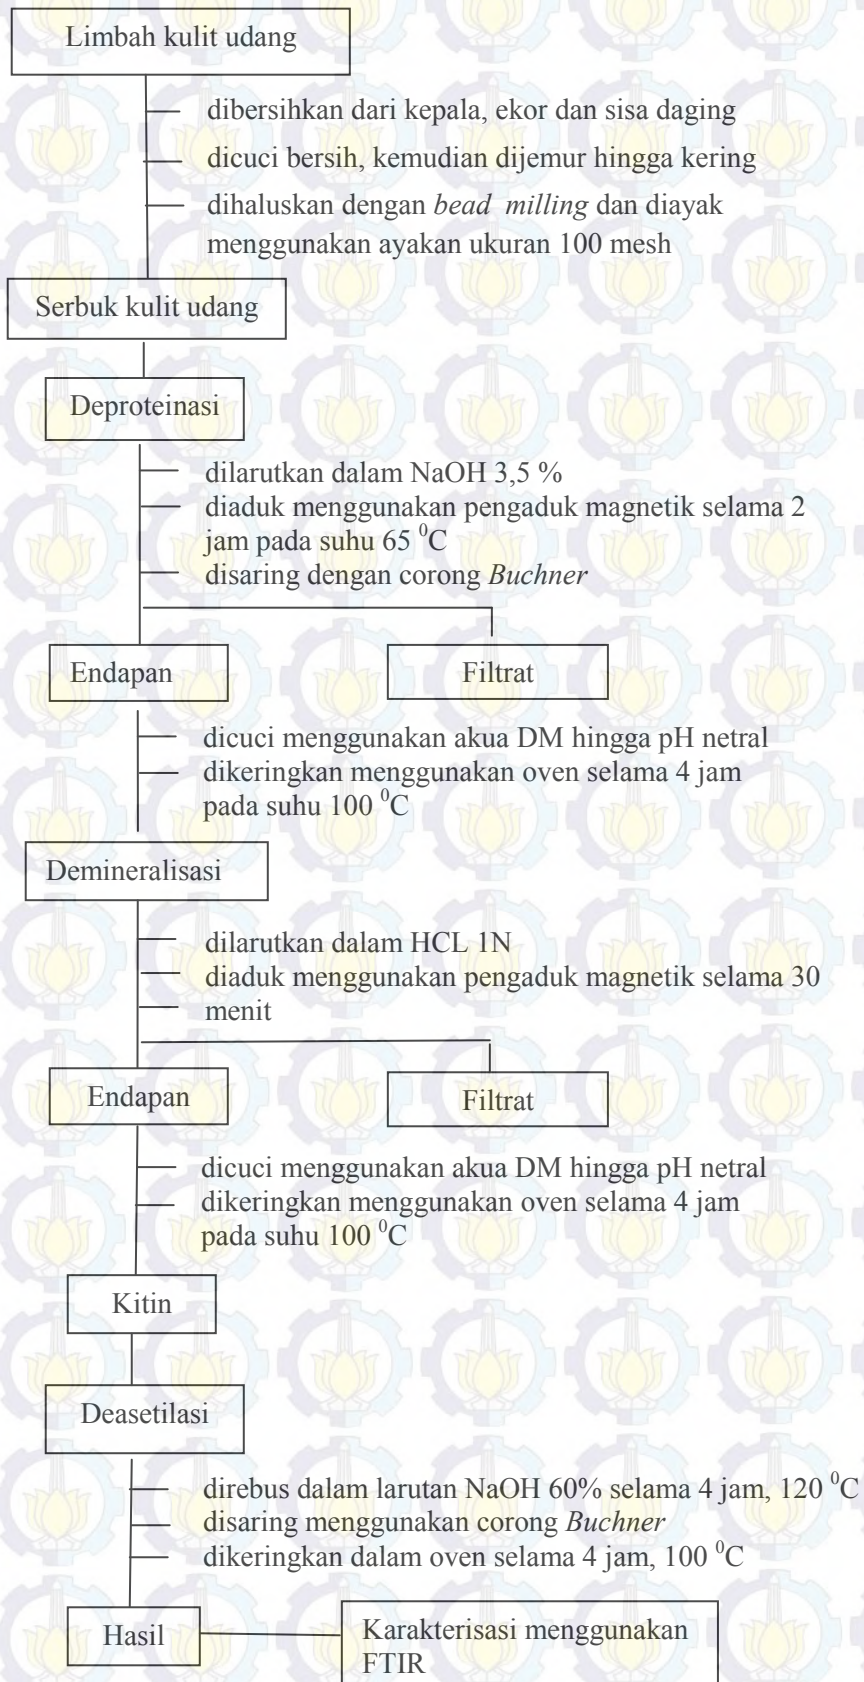 Limbah kulit udang
dibersihkan dari kepala, ekor dan sisa daging
dicuci bersih, kemudian dijemur hingga kering
dihaluskan dengan bead milling dan diayak
menggunakan ayakan ukuran 100 mesh
Serbuk kulit udang
Deproteinasi
dilarutkan dalam NaOH 3,5 %
diaduk menggunakan pengaduk magnetik selama 2
jam pada suhu 65 ⁰C
disaring dengan corong Buchner
Endapan
Filtrat
dicuci menggunakan akua DM hingga pH netral
dikeringkan menggunakan oven selama 4 jam
pada suhu 100 ⁰C
Demineralisasi
dilarutkan dalam HCL 1N
diaduk menggunakan pengaduk magnetik selama 30
menit
Endapan
Filtrat
dicuci menggunakan akua DM hingga pH netral
dikeringkan menggunakan oven selama 4 jam
pada suhu 100 ⁰C
Kitin
Deasetilasi
direbus dalam larutan NaOH 60% selama 4 jam, 120 ⁰C
disaring menggunakan corong Buchner
dikeringkan dalam oven selama 4 jam, 100 ⁰C
Hasil
Karakterisasi menggunakan
FTIR